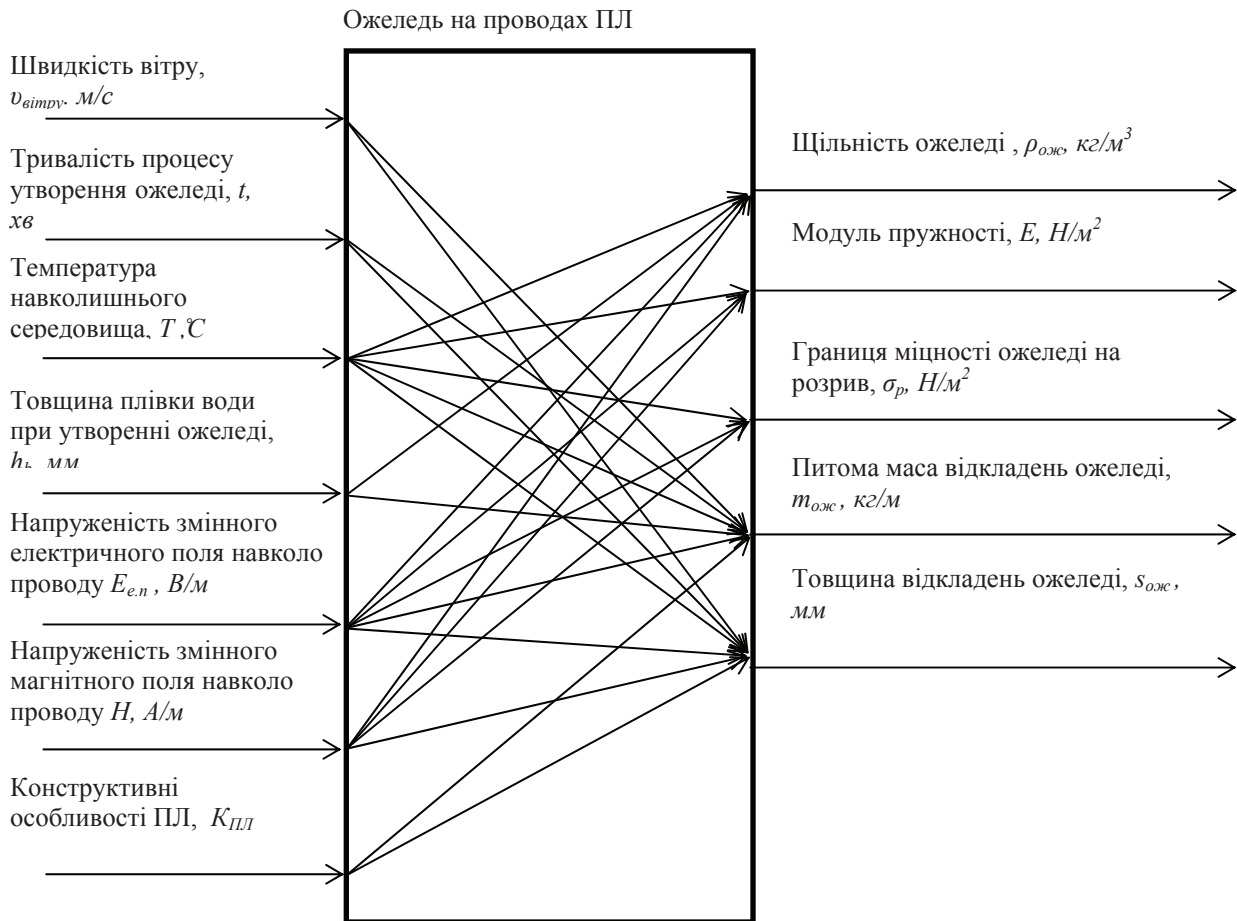 Ожеледь на проводах ПЛ
Швидкість вітру,
υвітру. м/с
Тривалість процесу
утворення ожеледі, t,
хв
Температура
навколишнього
середовища, T ,℃
Товщина плівки води
при утворенні ожеледі,
мм
Напруженість змінного
електричного поля навколо
проводу Eе.п , В/м
Напруженість змінного
магнітного поля навколо
проводу H, А/м
Конструктивні
особливості ПЛ, KПЛ
Щільність ожеледі , ρож, кг/м³
Модуль пружності, E, Н/м²
Границя міцності ожеледі на
розрив, σр, Н/м²
Питома маса відкладень ожеледі,
mож , кг/м
Товщина відкладень ожеледі, sож ,
мм